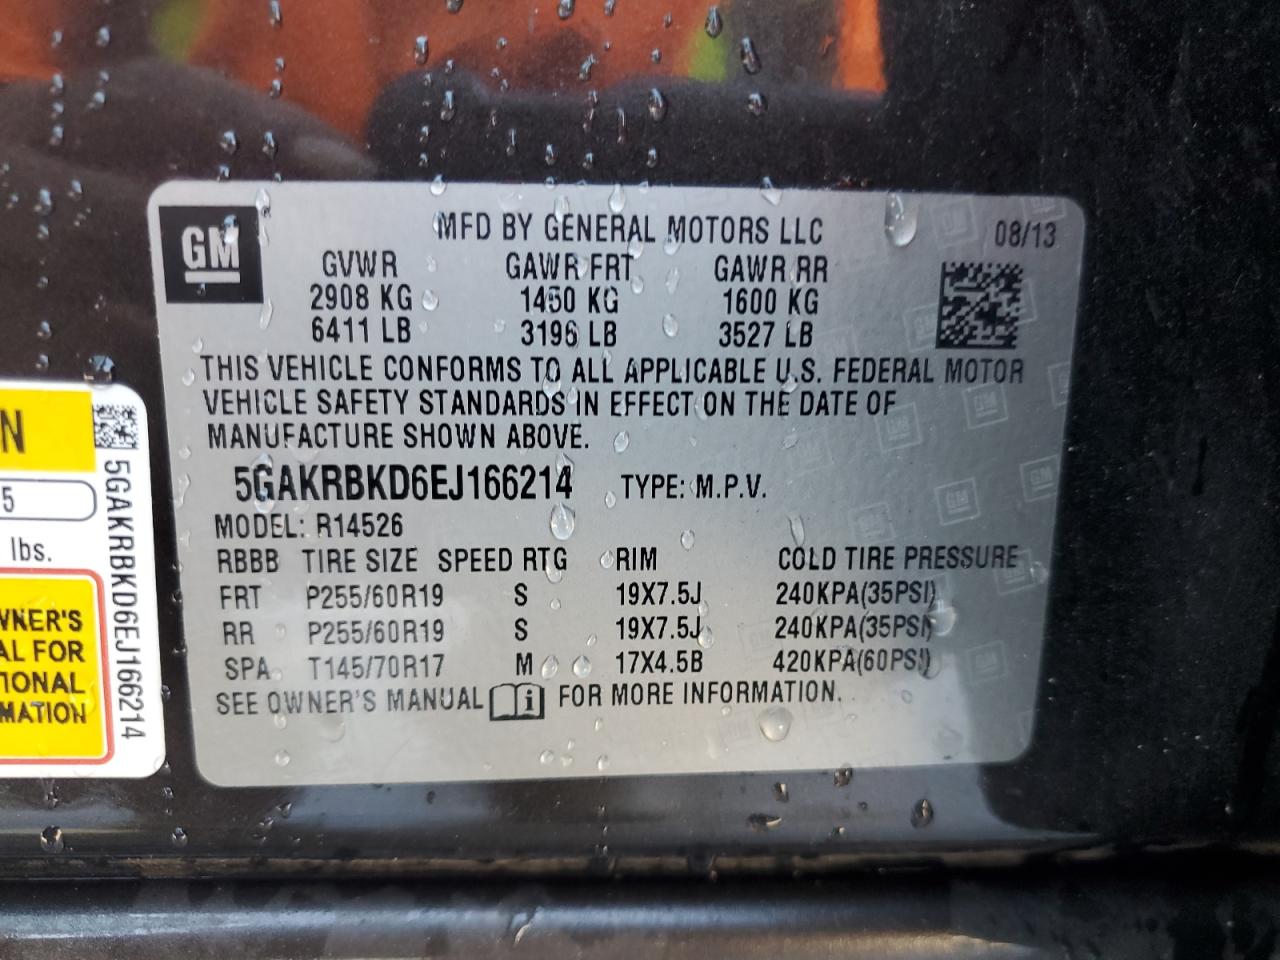 GM
MFD BY GENERAL MOTORS LLC 08/13
GVWR GAWR FRT GAWR RR
2908 KG 1450 KG 1600 KG
6411 LB 3196 LB 3527 LB
THIS VEHICLE CONFORMS TO ALL APPLICABLE U.S. FEDERAL MOTOR
VEHICLE SAFETY STANDARDS IN EFFECT ON THE DATE OF
MANUFACTURE SHOWN ABOVE.
5GAKRBKD6EJ166214 TYPE: M.P.V.
MODEL: R14526
RBBB TIRE SIZE SPEED RTG RIM COLD TIRE PRESSURE
FRT P255/60R19 S 19X7.5J 240KPA(35PSI)
RR P255/60R19 S 19X7.5J 240KPA(35PSI)
SPA T145/70R17 M 17X4.5B 420KPA(60PSI)
SEE OWNER'S MANUAL i FOR MORE INFORMATION.
N
5
lbs.
WNER'S
AL FOR
TIONAL
MATION
5GAKRBKD6EJ166214